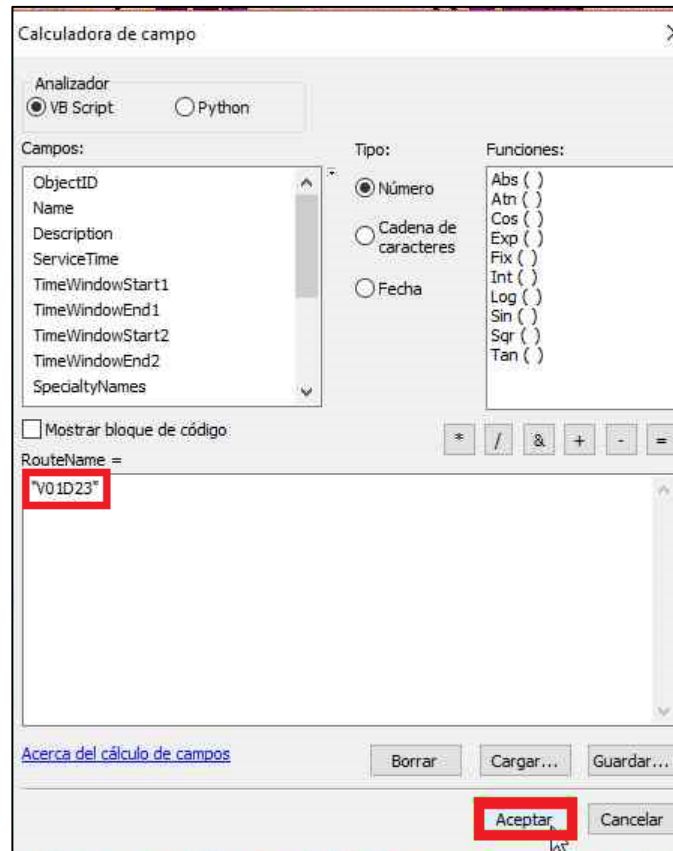 Calculadora de campo
Analizador
VB Script
Python
Campos:
ObjectID
Name
Description
ServiceTime
TimeWindowStart1
TimeWindowEnd1
TimeWindowStart2
TimeWindowEnd2
SpecialtyNames
Tipo:
Número
Cadena de
caracteres
Fecha
Funciones:
Abs ( )
Atn ( )
Cos ( )
Exp ( )
Fix ( )
Int ( )
Log ( )
Sin ( )
Sqr ( )
Tan ( )
Mostrar bloque de código
* / & + - =
RouteName =
"V01D23"
Acerca del cálculo de campos
Borrar
Cargar...
Guardar...
Aceptar
Cancelar